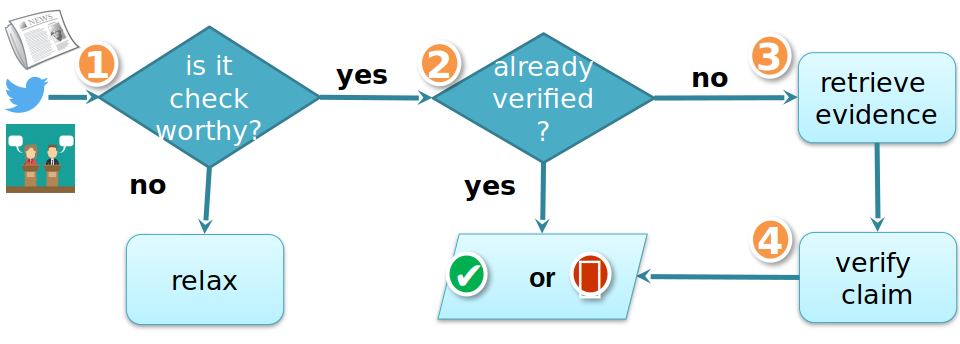 NEWS
1
is it
check
worthy?
yes
2
already
verified
?
no
3
retrieve
evidence
no
yes
relax
✔
or
4
verify
claim